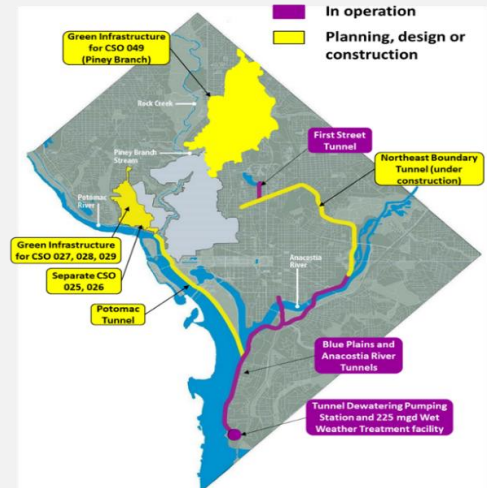 In operation
Planning, design or
construction
Green Infrastructure
for CSO 049
(Piney Branch)
Rock Creek
First Street
Tunnel
Piney Branch
Stream
Northeast Boundary
Tunnel (under
construction)
Potomac
River
Green Infrastructure
for CSO 027, 028, 029
Anacostia
River
Separate CSO
025, 026
Potomac
Tunnel
Blue Plains and
Anacostia River
Tunnels
Tunnel Dewatering Pumping
Station and 225 mgd Wet
Weather Treatment facility